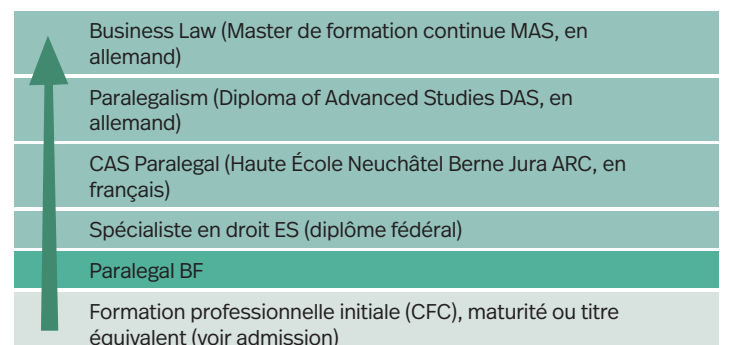 Business Law (Master de formation continue MAS, en
allemand)
Paralegalism (Diploma of Advanced Studies DAS, en
allemand)
CAS Paralegal (Haute École Neuchâtel Berne Jura ARC, en
français)
Spécialiste en droit ES (diplôme fédéral)
Paralegal BF
Formation professionnelle initiale (CFC), maturité ou titre
équivalent (voir admission)